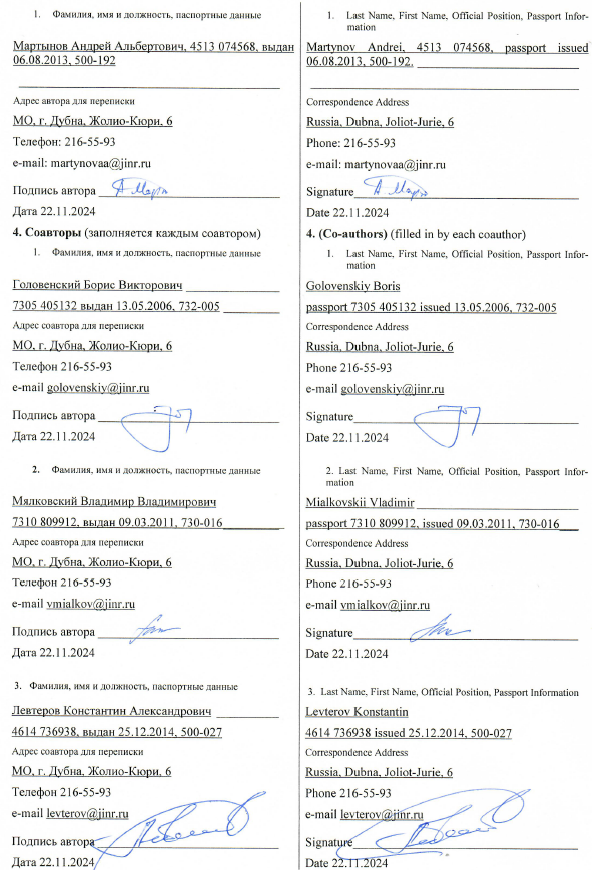 1. Фамилия, имя и должность, паспортные данные
Мартынов Андрей Альбертович, 4513 074568, выдан
06.08.2013, 500-192
Адрес автора для переписки
МО, г. Дубна, Жолио-Кюри, 6
Телефон: 216-55-93
e-mail: martynovaa@jinr.ru
Подпись автора
Дата 22.11.2024
4. Соавторы (заполняется каждым соавтором)
1. Фамилия, имя и должность, паспортные данные
Головенский Борис Викторович
7305 405132 выдан 13.05.2006, 732-005
Адрес соавтора для переписки
МО, г. Дубна, Жолио-Кюри, 6
Телефон 216-55-93
e-mail golovenskiy@jinr.ru
Подпись автора
Дата 22.11.2024
2. Фамилия, имя и должность, паспортные данные
Мялковский Владимир Владимирович
7310 809912, выдан 09.03.2011, 730-016
Адрес соавтора для переписки
МО, г. Дубна, Жолио-Кюри, 6
Телефон 216-55-93
e-mail vmialkov@jinr.ru
Подпись автора
Дата 22.11.2024
3. Фамилия, имя и должность, паспортные данные
Левтеров Константин Александрович
4614 736938, выдан 25.12.2014, 500-027
Адрес соавтора для переписки
МО, г. Дубна, Жолио-Кюри, 6
Телефон 216-55-93
e-mail levterov@jinr.ru
Подпись автора
Дата 22.11.2024
1. Last Name, First Name, Official Position, Passport Infor-
mation
Martynov Andrei, 4513 074568, passport issued
06.08.2013, 500-192.
Correspondence Address
Russia, Dubna, Joliot-Jurie, 6
Phone: 216-55-93
e-mail: martynovaa@jinr.ru
Signature
Date 22.11.2024
4. (Co-authors) (filled in by each coauthor)
1. Last Name, First Name, Official Position, Passport Infor-
mation
Golovenskiy Boris
passport 7305 405132 issued 13.05.2006, 732-005
Correspondence Address
Russia, Dubna, Joliot-Jurie, 6
Phone 216-55-93
e-mail golovenskiy@jinr.ru
Signature
Date 22.11.2024
2. Last Name, First Name, Official Position, Passport Infor-
mation
Mialkovskii Vladimir
passport 7310 809912, issued 09.03.2011, 730-016
Correspondence Address
Russia, Dubna, Joliot-Jurie, 6
Phone 216-55-93
e-mail vmialkov@jinr.ru
Signature
Date 22.11.2024
3. Last Name, First Name, Official Position, Passport Information
Levterov Konstantin
4614 736938 issued 25.12.2014, 500-027
Correspondence Address
Russia, Dubna, Joliot-Jurie, 6
Phone 216-55-93
e-mail levterov@jinr.ru
Signature
Date 22.11.2024